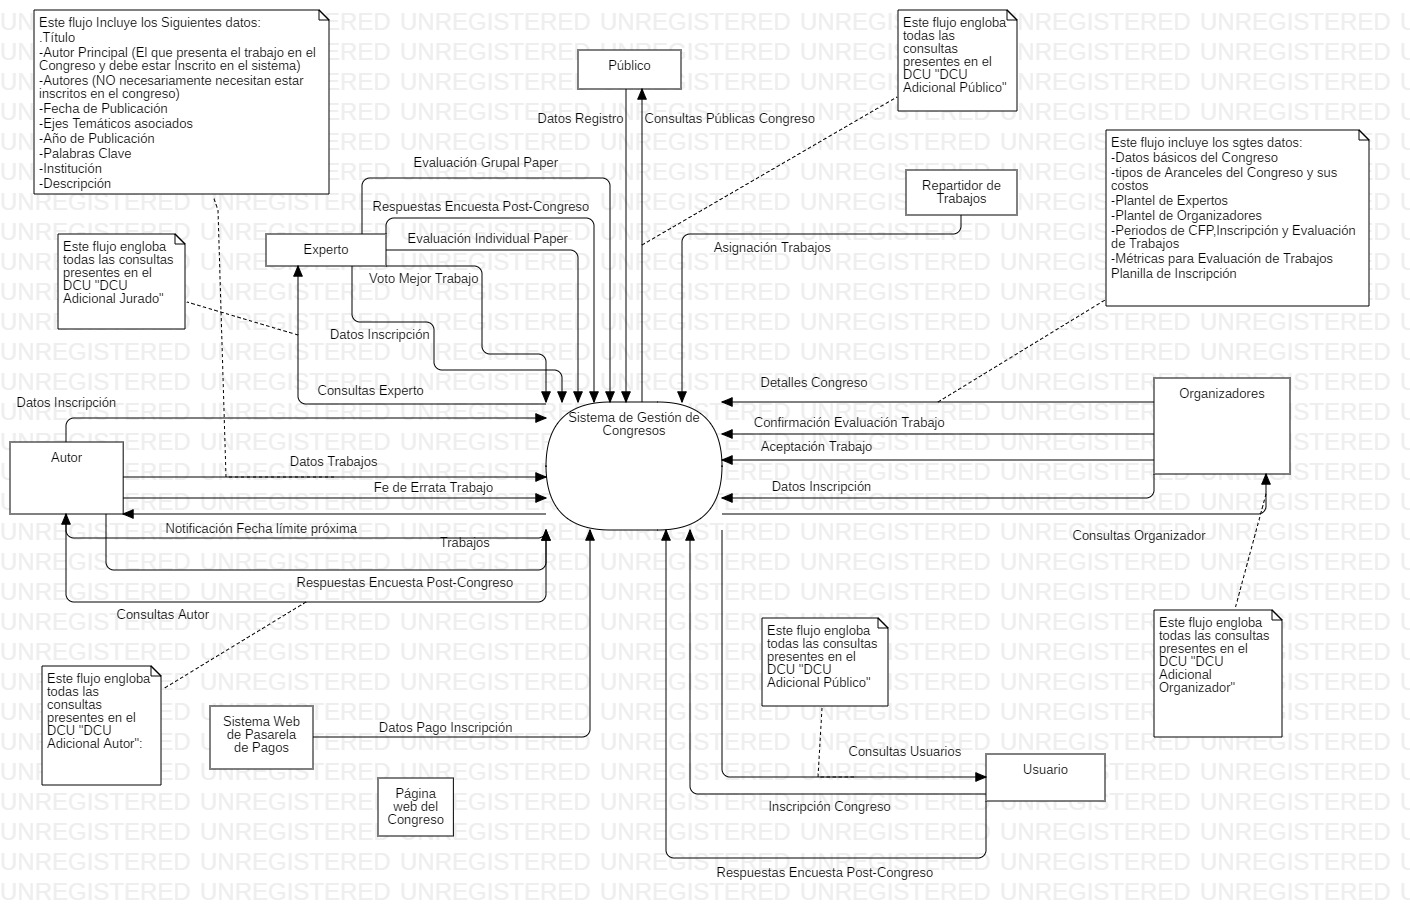 Este flujo Incluye los Siguientes datos:
.Título
-Autor Principal (El que presenta el trabajo en el
Congreso y debe estar Inscrito en el sistema)
-Autores (NO necesariamente necesitan estar
inscritos en el congreso)
-Fecha de Publicación
-Ejes Temáticos asociados
-Año de Publicación
-Palabras Clave
-Institución
-Descripción
Público
Este flujo engloba
todas las
consultas
presentes en el
DCU "DCU
Adicional Público"
Datos Registro
Consultas Públicas Congreso
Este flujo incluye los sgtes datos:
-Datos básicos del Congreso
-tipos de Aranceles del Congreso y sus
costos
-Plantel de Expertos
-Plantel de Organizadores
-Periodos de CFP,Inscripción y Evaluación
de Trabajos
-Métricas para Evaluación de Trabajos
Planilla de Inscripción
Evaluación Grupal Paper
Repartidor de
Trabajos
Respuestas Encuesta Post-Congreso
Evaluación Individual Paper
Experto
Asignación Trabajos
Este flujo engloba
todas las consultas
presentes en el
DCU "DCU
Adicional Jurado"
Voto Mejor Trabajo
Datos Inscripción
Consultas Experto
Detalles Congreso
Organizadores
Datos Inscripción
Sistema de Gestión de
Congresos
Confirmación Evaluación Trabajo
Aceptación Trabajo
Autor
Datos Trabajos
Fe de Errata Trabajo
Datos Inscripción
Notificación Fecha límite próxima
Trabajos
Consultas Organizador
Respuestas Encuesta Post-Congreso
Consultas Autor
Este flujo engloba
todas las consultas
presentes en el
DCU "DCU
Adicional Público"
Este flujo engloba
todas las consultas
presentes en el
DCU "DCU
Adicional
Organizador"
Este flujo engloba
todas las
consultas
presentes en el
DCU "DCU
Adicional Autor":
Sistema Web
de Pasarela
de Pagos
Datos Pago Inscripción
Consultas Usuarios
Usuario
Página
web del
Congreso
Inscripción Congreso
Respuestas Encuesta Post-Congreso